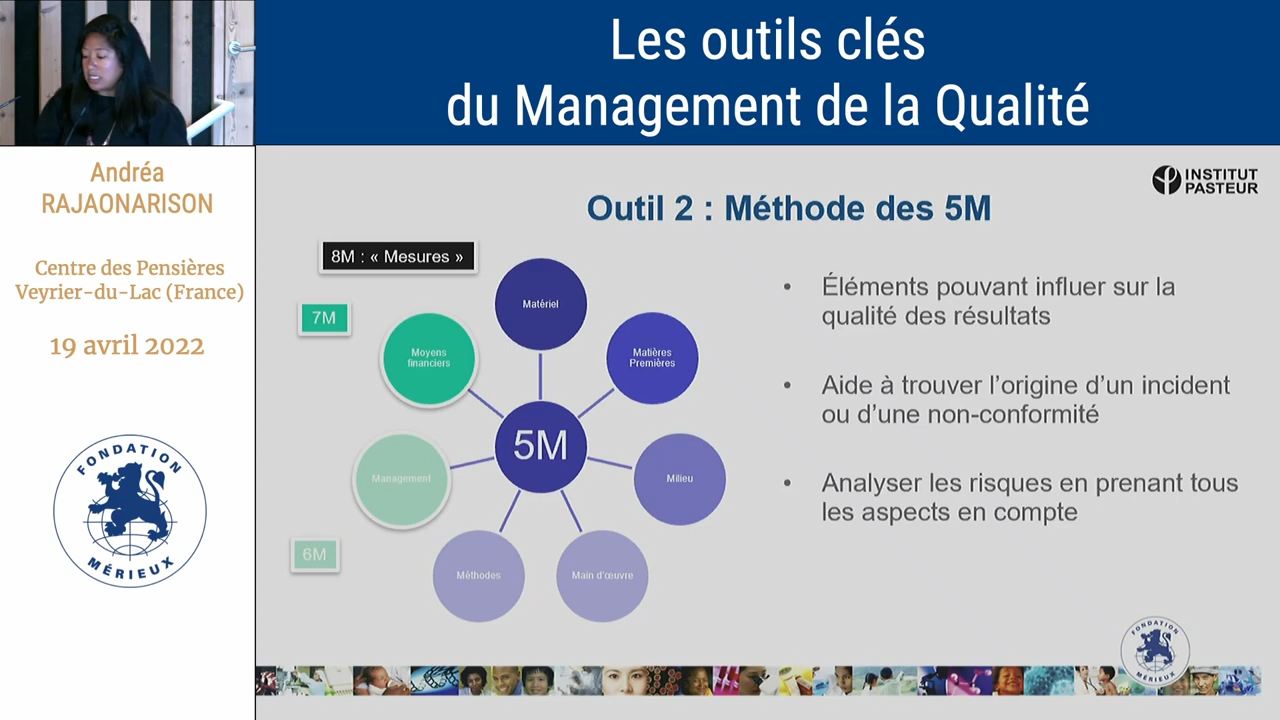 Les outils clés
du Management de la Qualité
Andréa
RAJAONARISON
Centre des Pensières
Veyrier-du-Lac (France)
19 avril 2022
FONDATION
MÉRIEUX
INSTITUT
PASTEUR
Outil 2 : Méthode des 5M
8M : « Mesures »
7M
6M
Matériel
Moyens
financiers
Matières
Premières
5M
Management
Milieu
Méthodes
Main d'œuvre
• Éléments pouvant influer sur la
qualité des résultats
• Aide à trouver l'origine d'un incident
ou d'une non-conformité
• Analyser les risques en prenant tous
les aspects en compte
FONDATION
MÉRIEUX